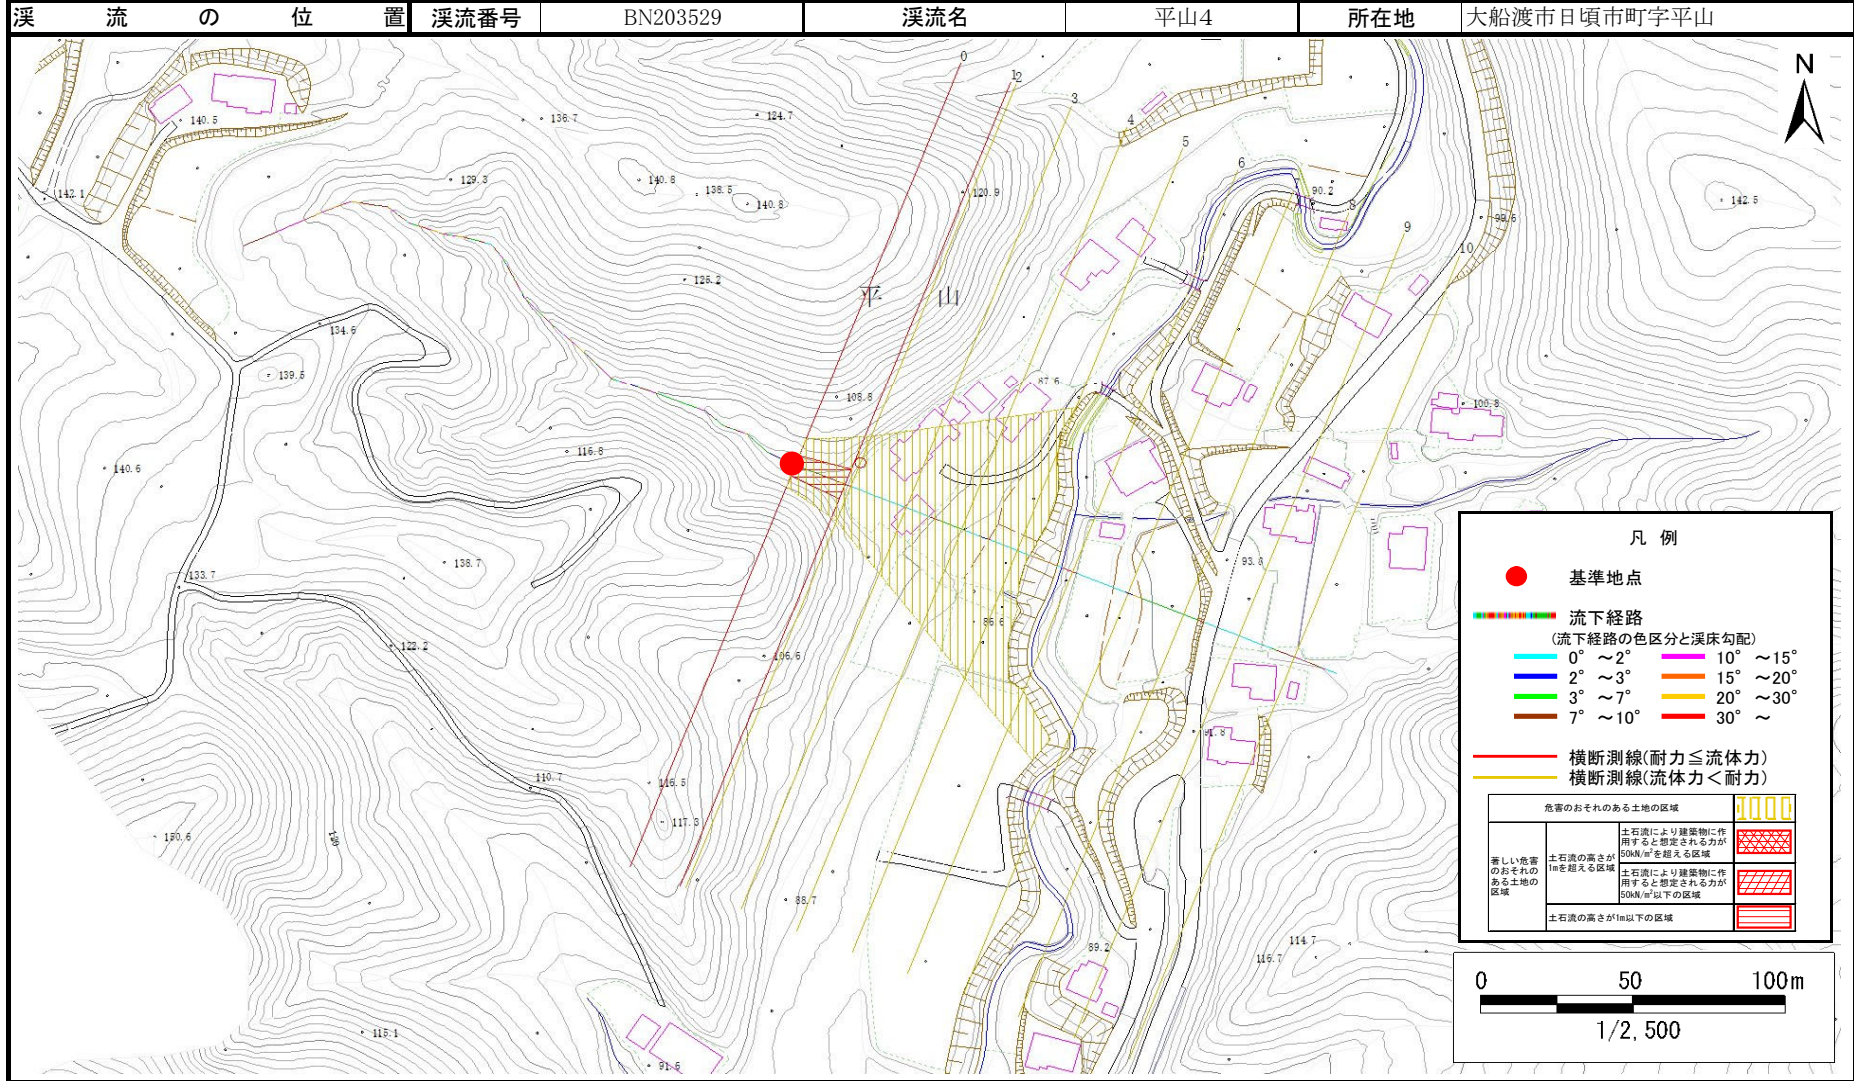 渓流の位置 渓流番号 BN203529 渓流名 平山4 所在地 大船渡市日頃市町字平山
N
0
1 2
3
4
5
6
8
9
10
140.5
136.7
124.7
142.1
129.3
140.8
138.5
140.8
120.9
90.2
99.6
142.5
125.2
平山
134.6
139.5
108.8
87.6
100.8
116.8
140.6
138.7
133.7
93.8
86.6
122.2
106.6
91.8
110.7
116.5
117.3
150.6
88.7
89.2
114.7
116.7
115.1
91.6
凡例
基準地点
流下経路
(流下経路の色区分と渓床勾配)
0° ～2° 10° ～15°
2° ～3° 15° ～20°
3° ～7° 20° ～30°
7° ～10° 30° ～
横断測線(耐力≦流体力)
横断測線(流体力＜耐力)
危害のおそれのある土地の区域
著しい危害
のおそれの
ある土地の
区域
土石流の高さが
1mを超える区域
土石流により建築物に作
用すると想定される力が
50kN/㎡を超える区域
土石流により建築物に作
用すると想定される力が
50kN/㎡以下の区域
土石流の高さが1m以下の区域
0 50 100m
1/2,500